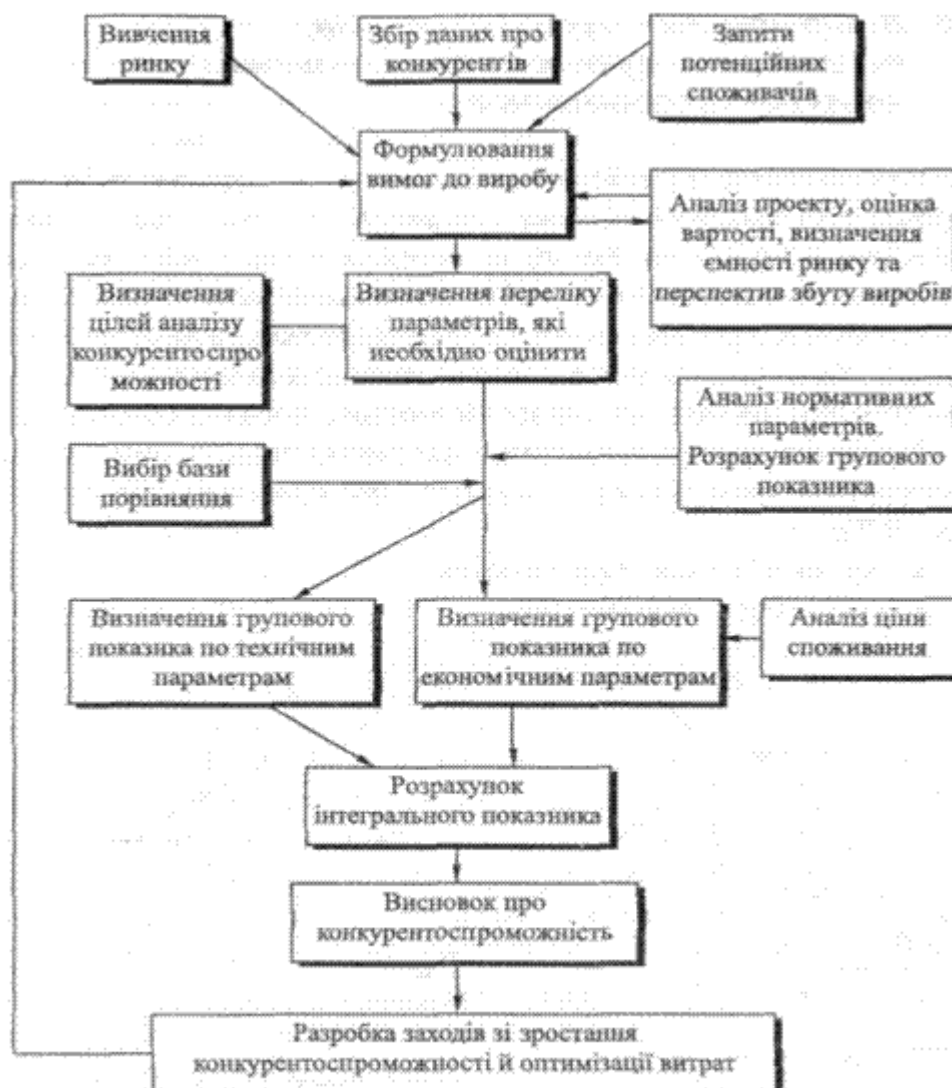 Вивчення
ринку
Збір даних про
конкурентів
Запити
потенційних
споживачів
Формулювання
вимог до виробу
Аналіз проекту, оцінка
вартості, визначення
ємності ринку та
перспектив збуту виробів
Визначення
цілей аналізу
конкурентоспро
можності
Визначення переліку
параметрів, які
необхідно оцінити
Аналіз нормативних
параметрів.
Розрахунок групового
показника
Вибір бази
порівняння
Визначення групового
показика по технічним
параметрам
Визначення групового
показника по
економічним параметрам
Аналіз ціни
споживання
Розрахунок
інтегрального показника
Висновок про
конкурентоспроможність
Разробка заходів зі зростання
конкурентоспроможності й оптимізації витрат